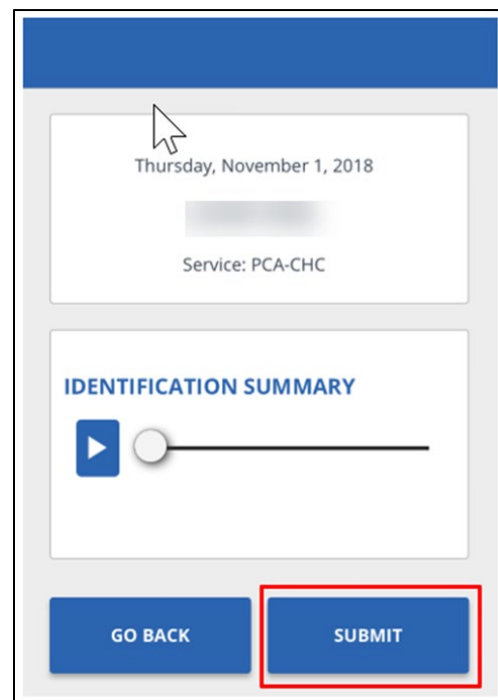 Thursday, November 1, 2018
Service: PCA-CHC
IDENTIFICATION SUMMARY
GO BACK
SUBMIT